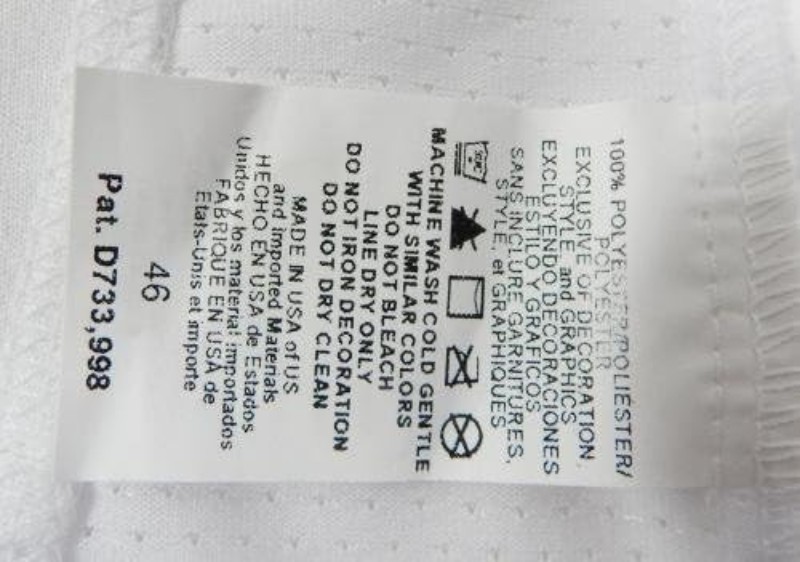 100% POLYESTER/POLIÉSTER/
POLYESTER
EXCLUSIVE OF DECORATION,
STYLE and GRAPHICS
EXCLUYENDO DECORACIONES
ESTILO Y GRAFICOS
SANS INCLURE GARNITURES,
STYLE, et GRAPHIQUES
MACHINE WASH COLD GENTLE
WITH SIMILAR COLORS
DO NOT BLEACH
LINE DRY ONLY
DO NOT IRON DECORATION
DO NOT DRY CLEAN
MADE IN USA of US
and imported Materials
HECHO EN USA de Estados
Unidos y los material importados
FABRIQUE EN USA de
Etats-Unis et importe
46
Pat. D733,998